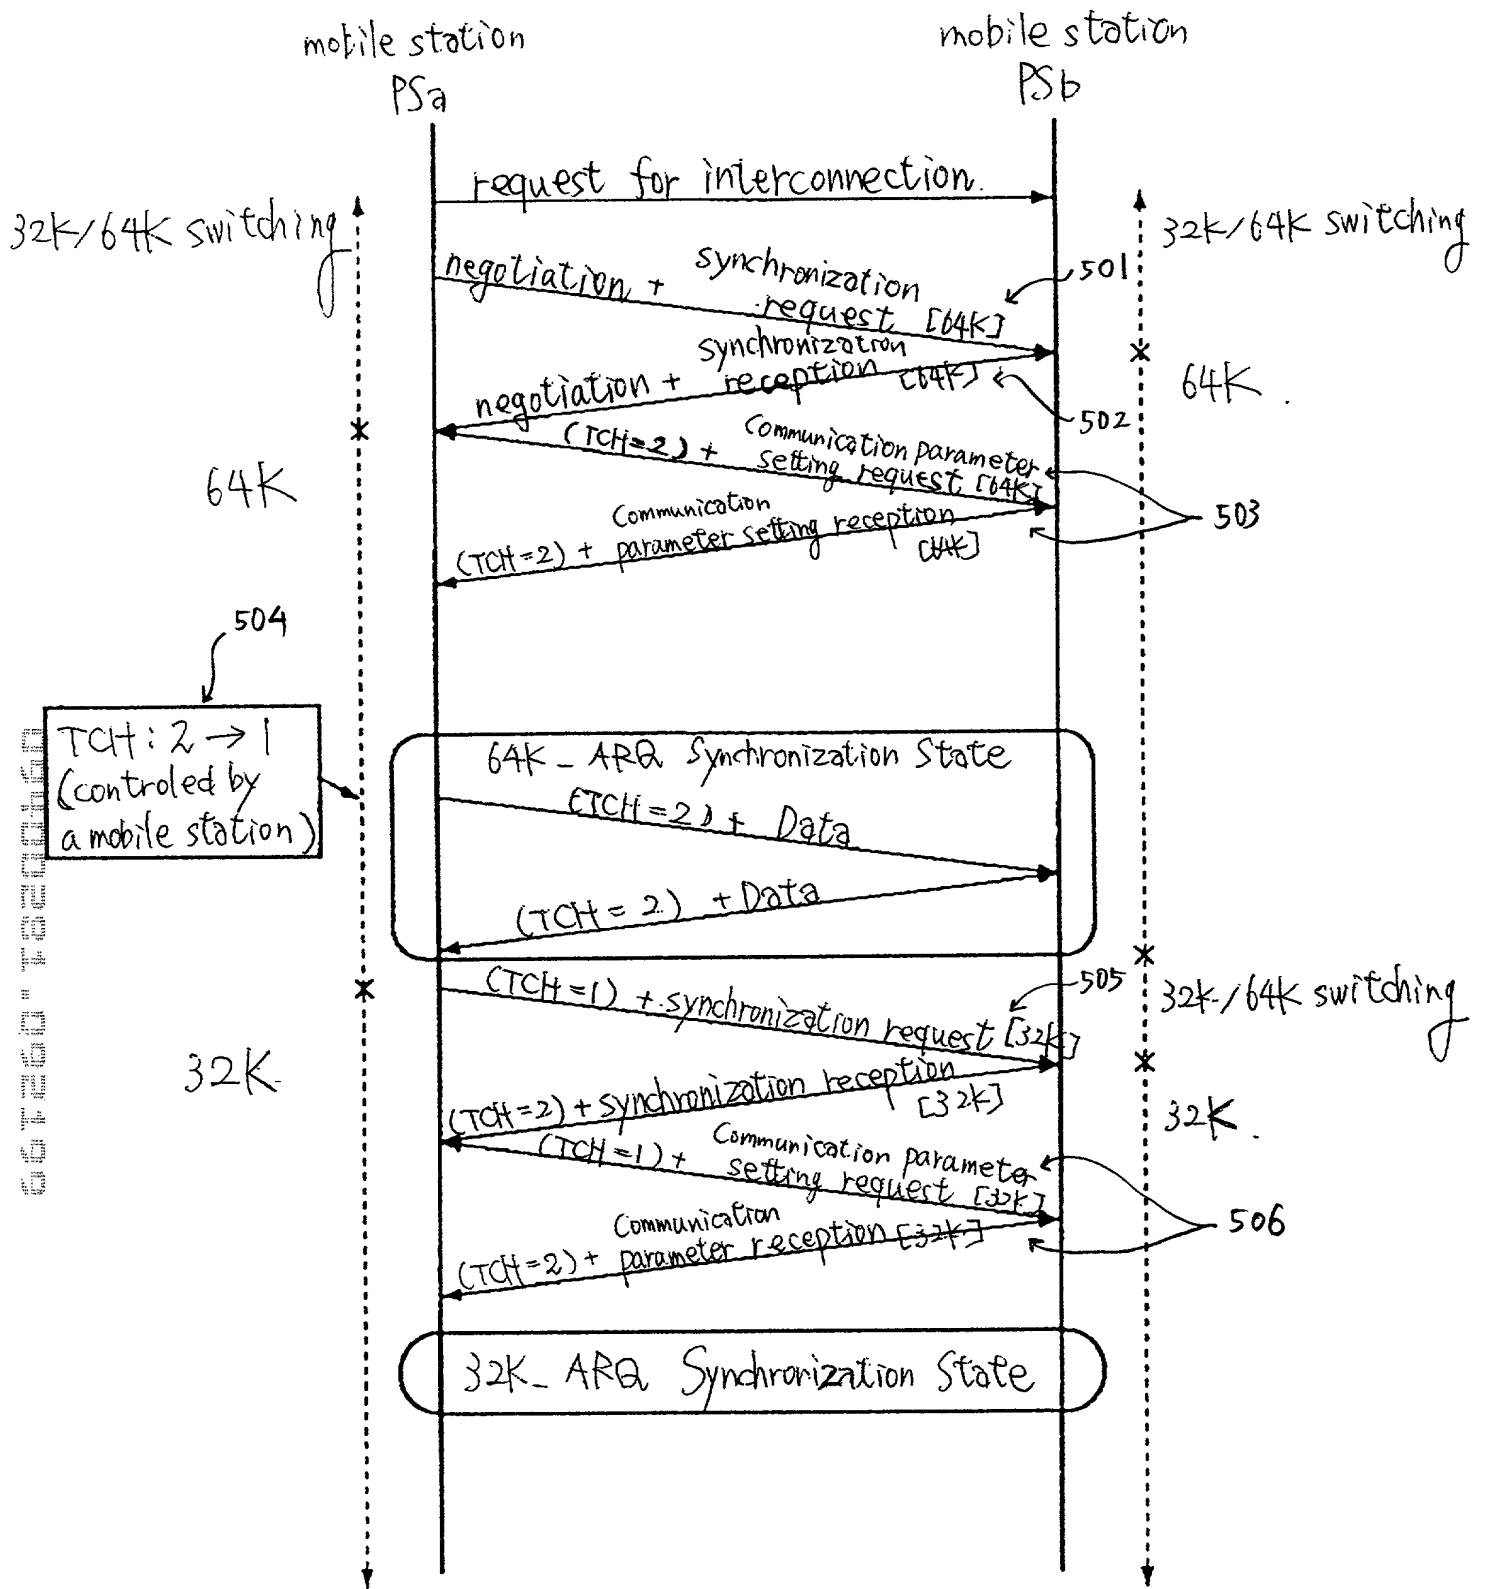 mobile station
PSa
mobile station
PSb
request for interconnection.
32K/64K switching
32K/64K switching
negotiation + synchronization
request [64K]
501
synchronization
negotiation + reception [64K]
502
64K.
(TCH=2) + Communication parameter
setting request [64K]
64K
503
Communication
(TCH=2) + parameter setting reception
[64K]
504
TCH: 2 → 1
(controled by
a mobile station)
64K_ARQ Synchronization State
(TCH=2) + Data
(TCH=2) + Data
(TCH=1) + synchronization request [32K]
505
32K/64K switching
32K
(TCH=2) + synchronization reception
[32K]
32K.
(TCH=1) + Communication parameter
setting request [32K]
506
Communication
(TCH=2) + parameter reception [32K]
32K_ARQ Synchronization State